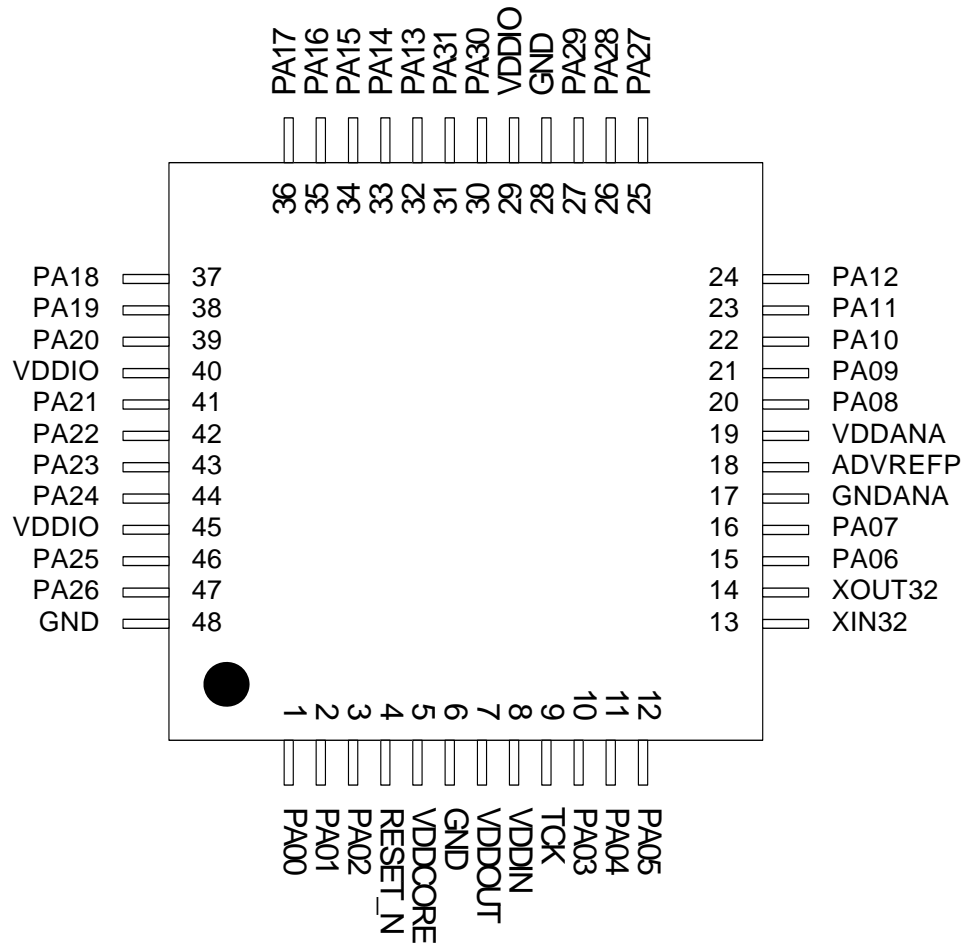 PA17 PA16 PA15 PA14 PA13 PA31 PA30 VDDIO GND PA29 PA28 PA27
36 35 34 33 32 31 30 29 28 27 26 25
PA18 37 24 PA12
PA19 38 23 PA11
PA20 39 22 PA10
VDDIO 40 21 PA09
PA21 41 20 PA08
PA22 42 19 VDDANA
PA23 43 18 ADVREFP
PA24 44 17 GNDANA
VDDIO 45 16 PA07
PA25 46 15 PA06
PA26 47 14 XOUT32
GND 48 13 XIN32
1 2 3 4 5 6 7 8 9 10 11 12
PA00 PA01 PA02 RESET_N VDDCORE GND VDDOUT VDDIN TCK PA03 PA04 PA05